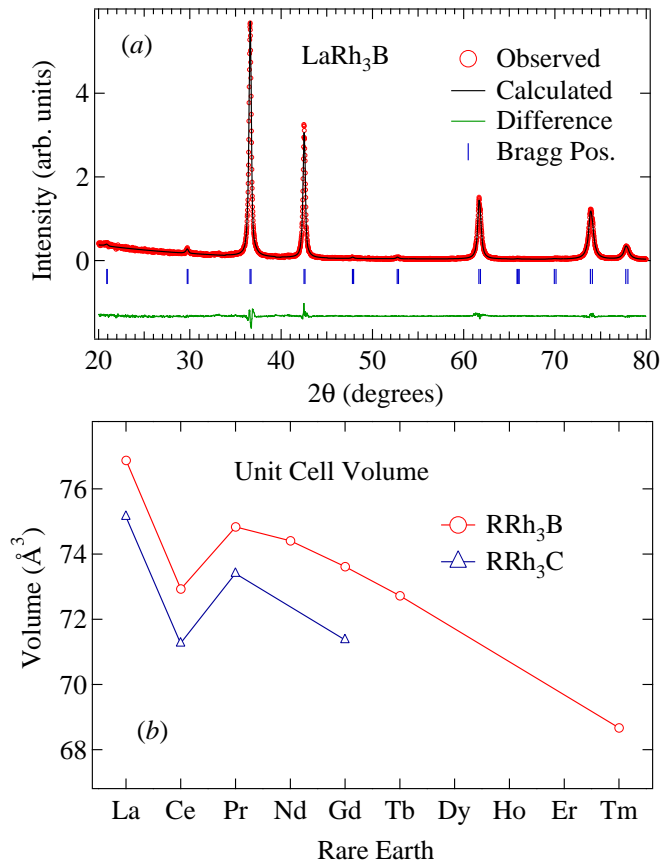 (a)
LaRh₃B
Observed
Calculated
Difference
Bragg Pos.
Intensity (arb. units)
4
2
0
20 30 40 50 60 70 80
2θ (degrees)
Unit Cell Volume
RRh₃B
RRh₃C
Volume (Å³)
76
74
72
70
68
(b)
La Ce Pr Nd Gd Tb Dy Ho Er Tm
Rare Earth